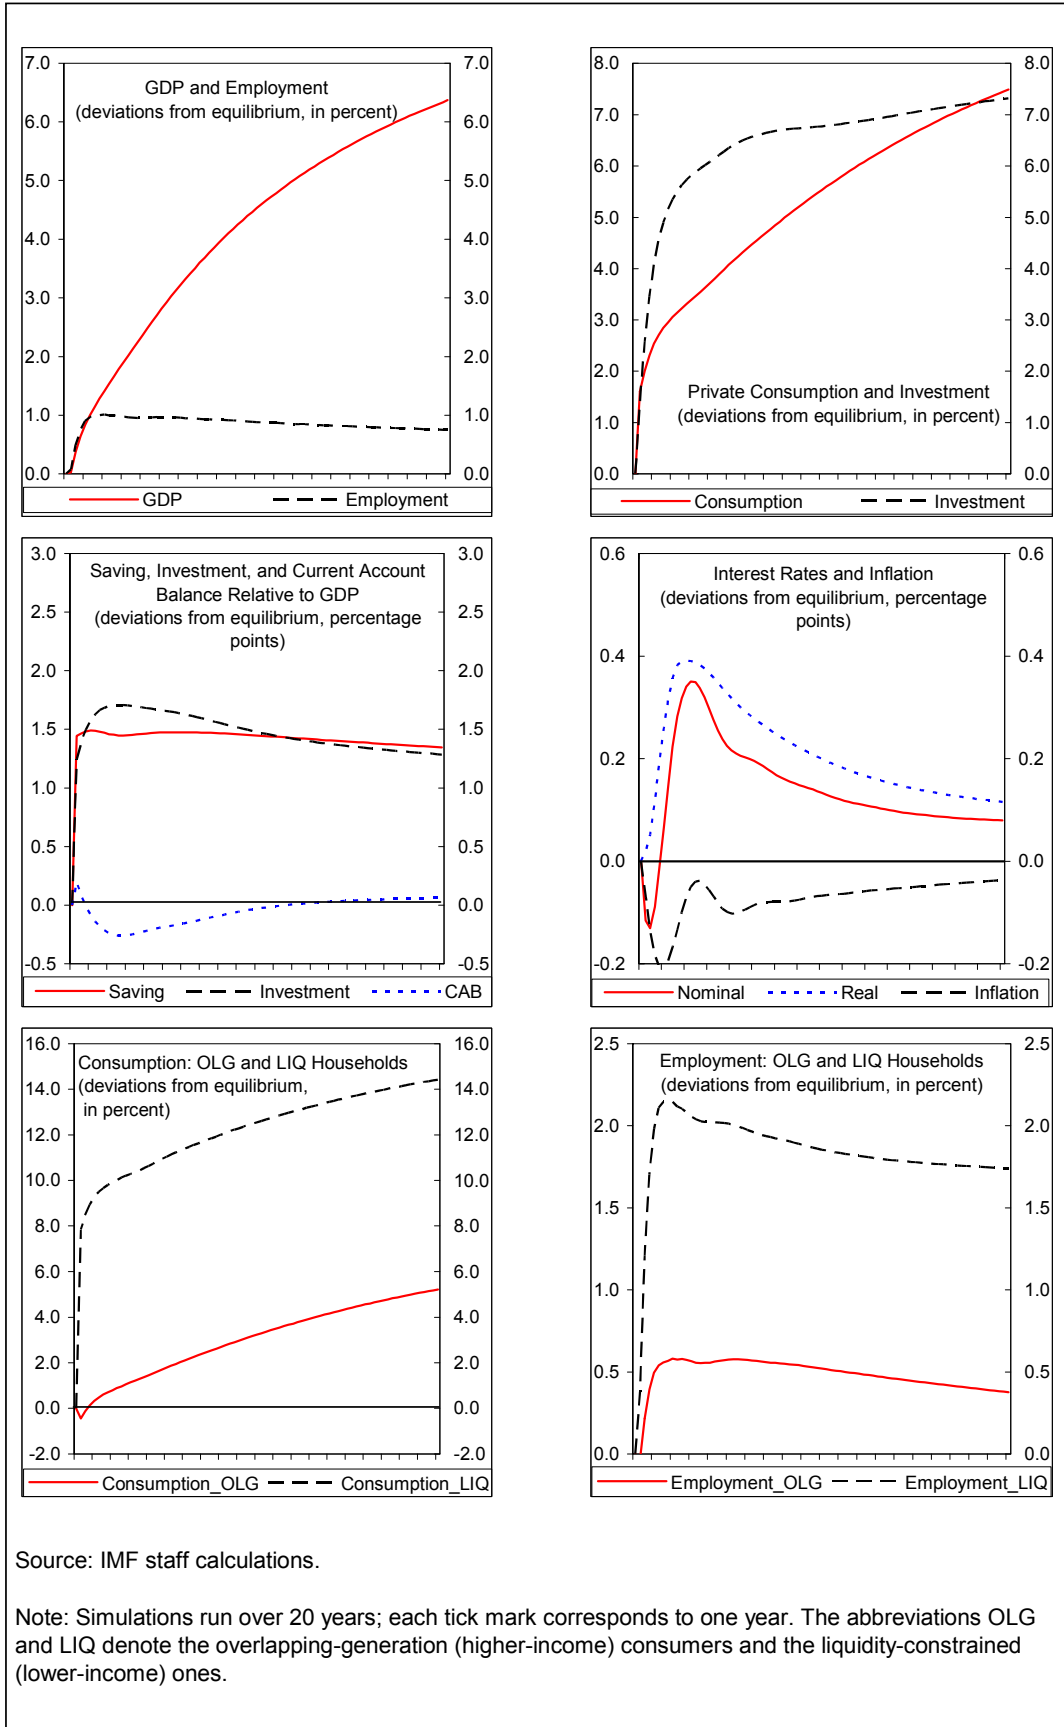 GDP and Employment
(deviations from equilibrium, in percent)
7.0 7.0
6.0 6.0
5.0 5.0
4.0 4.0
3.0 3.0
2.0 2.0
1.0 1.0
0.0 0.0
GDP Employment
8.0 8.0
7.0 7.0
6.0 6.0
5.0 5.0
4.0 4.0
3.0 3.0
2.0 2.0
1.0 1.0
0.0 0.0
Private Consumption and Investment
(deviations from equilibrium, in percent)
Consumption Investment
Saving, Investment, and Current Account
Balance Relative to GDP
(deviations from equilibrium, percentage
points)
3.0 3.0
2.5 2.5
2.0 2.0
1.5 1.5
1.0 1.0
0.5 0.5
0.0 0.0
-0.5 -0.5
Saving Investment CAB
Interest Rates and Inflation
(deviations from equilibrium, percentage
points)
0.6 0.6
0.4 0.4
0.2 0.2
0.0 0.0
-0.2 -0.2
Nominal Real Inflation
Consumption: OLG and LIQ Households
(deviations from equilibrium,
in percent)
16.0 16.0
14.0 14.0
12.0 12.0
10.0 10.0
8.0 8.0
6.0 6.0
4.0 4.0
2.0 2.0
0.0 0.0
-2.0 -2.0
Consumption_OLG Consumption_LIQ
Employment: OLG and LIQ Households
(deviations from equilibrium, in percent)
2.5 2.5
2.0 2.0
1.5 1.5
1.0 1.0
0.5 0.5
0.0 0.0
Employment_OLG Employment_LIQ
Source: IMF staff calculations.
Note: Simulations run over 20 years; each tick mark corresponds to one year. The abbreviations OLG
and LIQ denote the overlapping-generation (higher-income) consumers and the liquidity-constrained
(lower-income) ones.